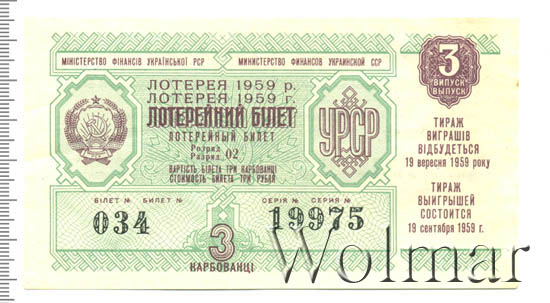 МІНІСТЕРСТВО ФІНАНСІВ УКРАЇНСЬКОЇ РСР МИНИСТЕРСТВО ФИНАНСОВ УКРАИНСКОЙ ССР
ЛОТЕРЕЯ 1959 р.
ЛОТЕРЕЯ 1959 г.
ЛОТЕРЕЙНИЙ БІЛЕТ
ЛОТЕРЕЙНЫЙ БИЛЕТ
Розряд
Разряд 02
ВАРТІСТЬ БІЛЕТА ТРИ КАРБОВАНЦІ
СТОИМОСТЬ БИЛЕТА ТРИ РУБЛЯ
УРСР
БІЛЕТ № БИЛЕТ № СЕРІЯ № СЕРИЯ №
034 19975
3
КАРБОВАНЦІ
3
ВИПУСК
ВЫПУСК
ТИРАЖ
ВИГРАШІВ
ВІДБУДЕТЬСЯ
19 вересня 1959 року
ТИРАЖ
ВЫИГРЫШЕЙ
СОСТОИТСЯ
19 сентября 1959 г.
Wolmar